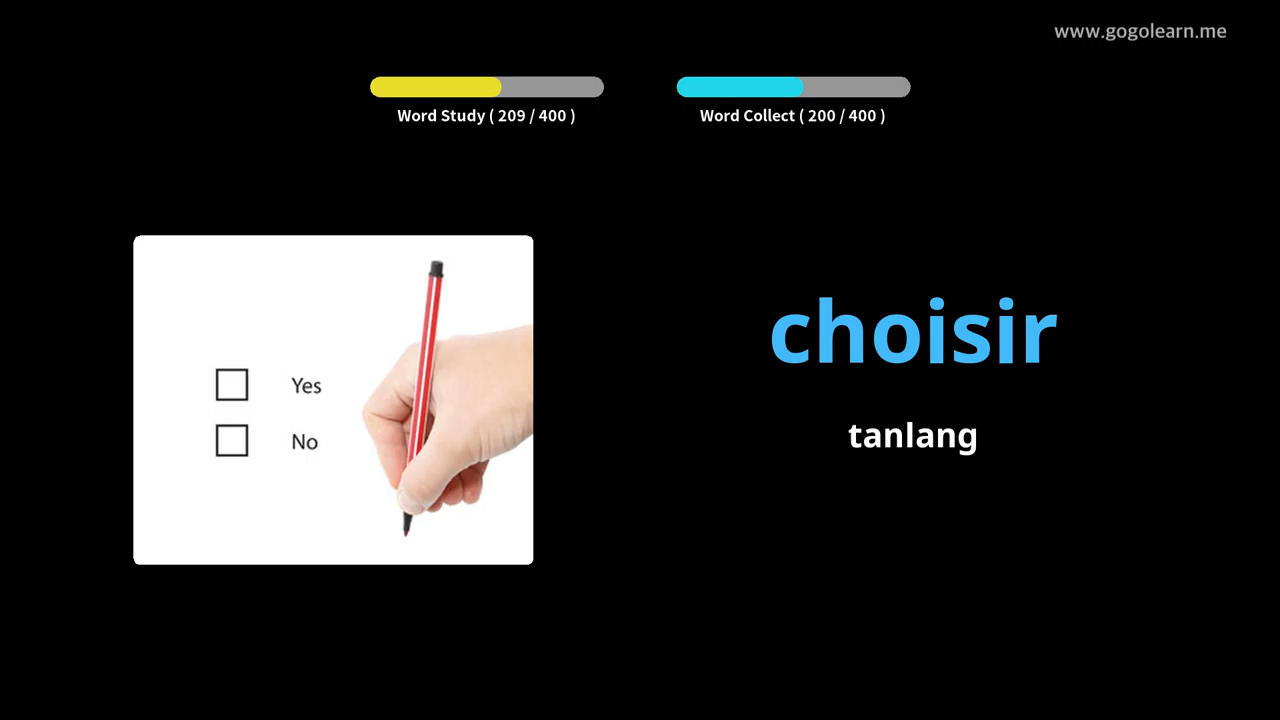 www.gogolearn.me
Word Study ( 209 / 400 )
Word Collect ( 200 / 400 )
Yes
No
choisir
tanlang